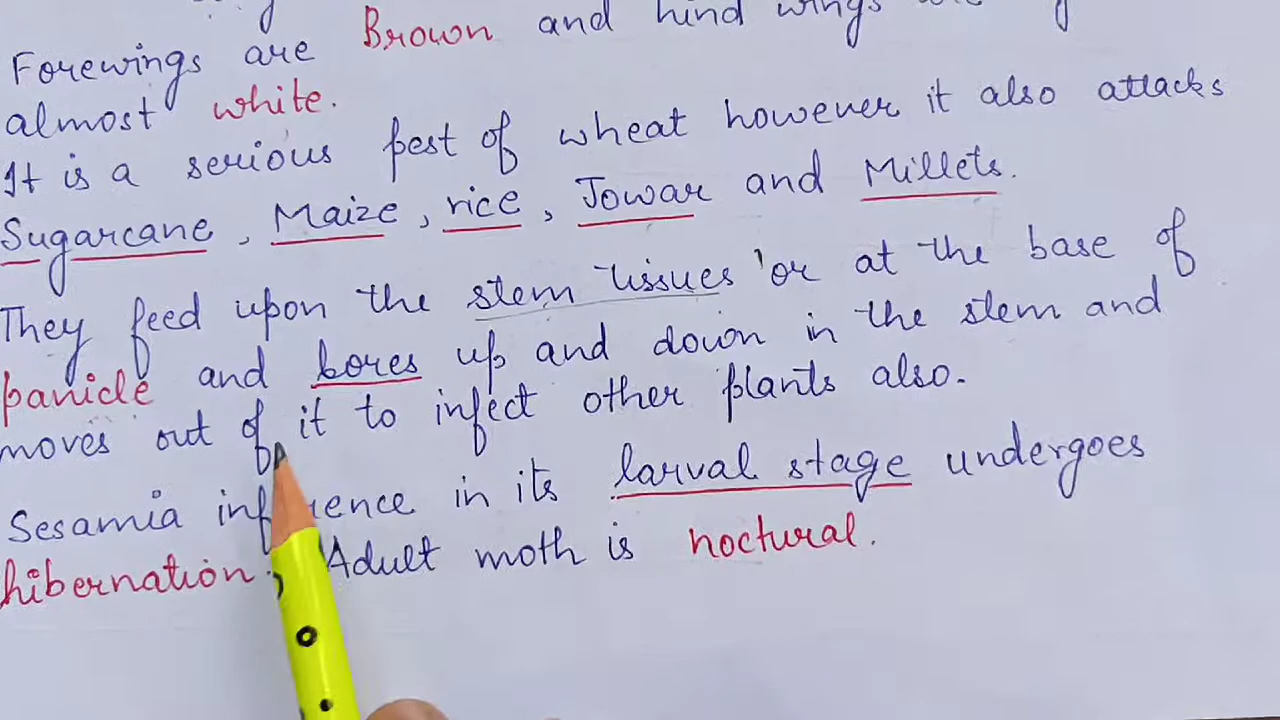 Forewings are Brown and hind wings
almost white.
It is a serious pest of wheat however it also attacks
Sugarcane, Maize, rice, Jowar and Millets.
They feed upon the stem tissues or at the base of
panicle and bores up and down in the stem and
moves out of it to infect other plants also.
Sesamia in its larval stage undergoes
hibernation. Adult moth is noctural.